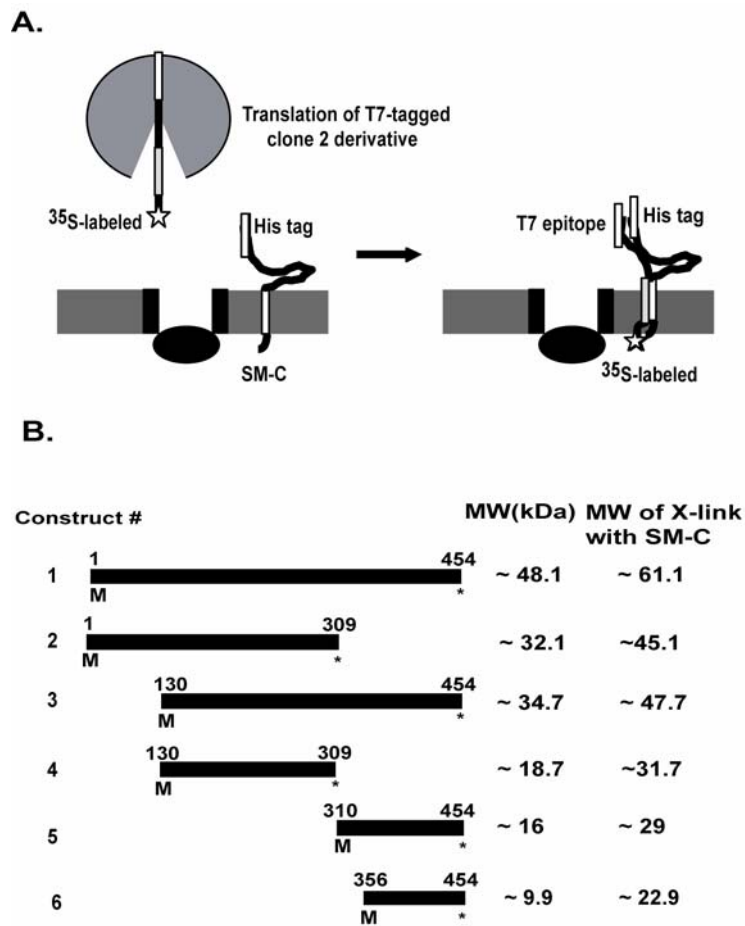 A.
Translation of T7-tagged
clone 2 derivative
35S-labeled
His tag
SM-C
T7 epitope
His tag
35S-labeled
B.
Construct #
MW(kDa)
MW of X-link
with SM-C
1
1
454
M
*
~ 48.1
~ 61.1
2
1
309
M
*
~ 32.1
~45.1
3
130
454
M
*
~ 34.7
~ 47.7
4
130
309
M
*
~ 18.7
~31.7
5
310
454
M
*
~ 16
~ 29
6
356
454
M
*
~ 9.9
~ 22.9